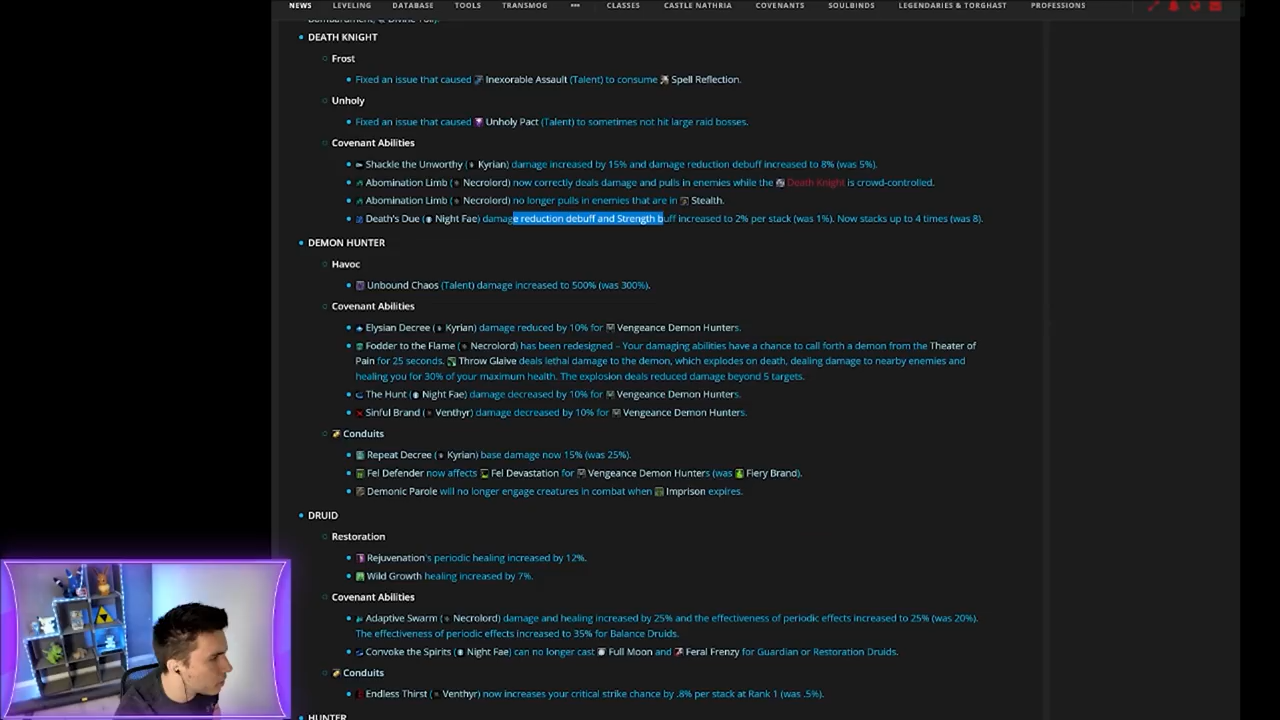 NEWS LEVELING DATABASE TOOLS TRANSMOG ••• CLASSES CASTLE NATHRIA COVENANTS SOULBINDS LEGENDARIES & TORGHAST PROFESSIONS
DEATH KNIGHT
Frost
Fixed an issue that caused Inexorable Assault (Talent) to consume Spell Reflection.
Unholy
Fixed an issue that caused Unholy Pact (Talent) to sometimes not hit large raid bosses.
Covenant Abilities
Shackle the Unworthy (Kyrian) damage increased by 15% and damage reduction debuff increased to 8% (was 5%).
Abomination Limb (Necrolord) now correctly deals damage and pulls in enemies while the Death Knight is crowd-controlled.
Abomination Limb (Necrolord) no longer pulls in enemies that are in Stealth.
Death's Due (Night Fae) damage reduction debuff and Strength buff increased to 2% per stack (was 1%). Now stacks up to 4 times (was 8).
DEMON HUNTER
Havoc
Unbound Chaos (Talent) damage increased to 500% (was 300%).
Covenant Abilities
Elysian Decree (Kyrian) damage reduced by 10% for Vengeance Demon Hunters.
Fodder to the Flame (Necrolord) has been redesigned – Your damaging abilities have a chance to call forth a demon from the Theater of
Pain for 25 seconds. Throw Glaive deals lethal damage to the demon, which explodes on death, dealing damage to nearby enemies and
healing you for 30% of your maximum health. The explosion deals reduced damage beyond 5 targets.
The Hunt (Night Fae) damage decreased by 10% for Vengeance Demon Hunters.
Sinful Brand (Venthyr) damage decreased by 10% for Vengeance Demon Hunters.
Conduits
Repeat Decree (Kyrian) base damage now 15% (was 25%).
Fel Defender now affects Fel Devastation for Vengeance Demon Hunters (was Fiery Brand).
Demonic Parole will no longer engage creatures in combat when Imprison expires.
DRUID
Restoration
Rejuvenation's periodic healing increased by 12%.
Wild Growth healing increased by 7%.
Covenant Abilities
Adaptive Swarm (Necrolord) damage and healing increased by 25% and the effectiveness of periodic effects increased to 25% (was 20%).
The effectiveness of periodic effects increased to 35% for Balance Druids.
Convoke the Spirits (Night Fae) can no longer cast Full Moon and Feral Frenzy for Guardian or Restoration Druids.
Conduits
Endless Thirst (Venthyr) now increases your critical strike chance by .8% per stack at Rank 1 (was .5%).
HUNTER